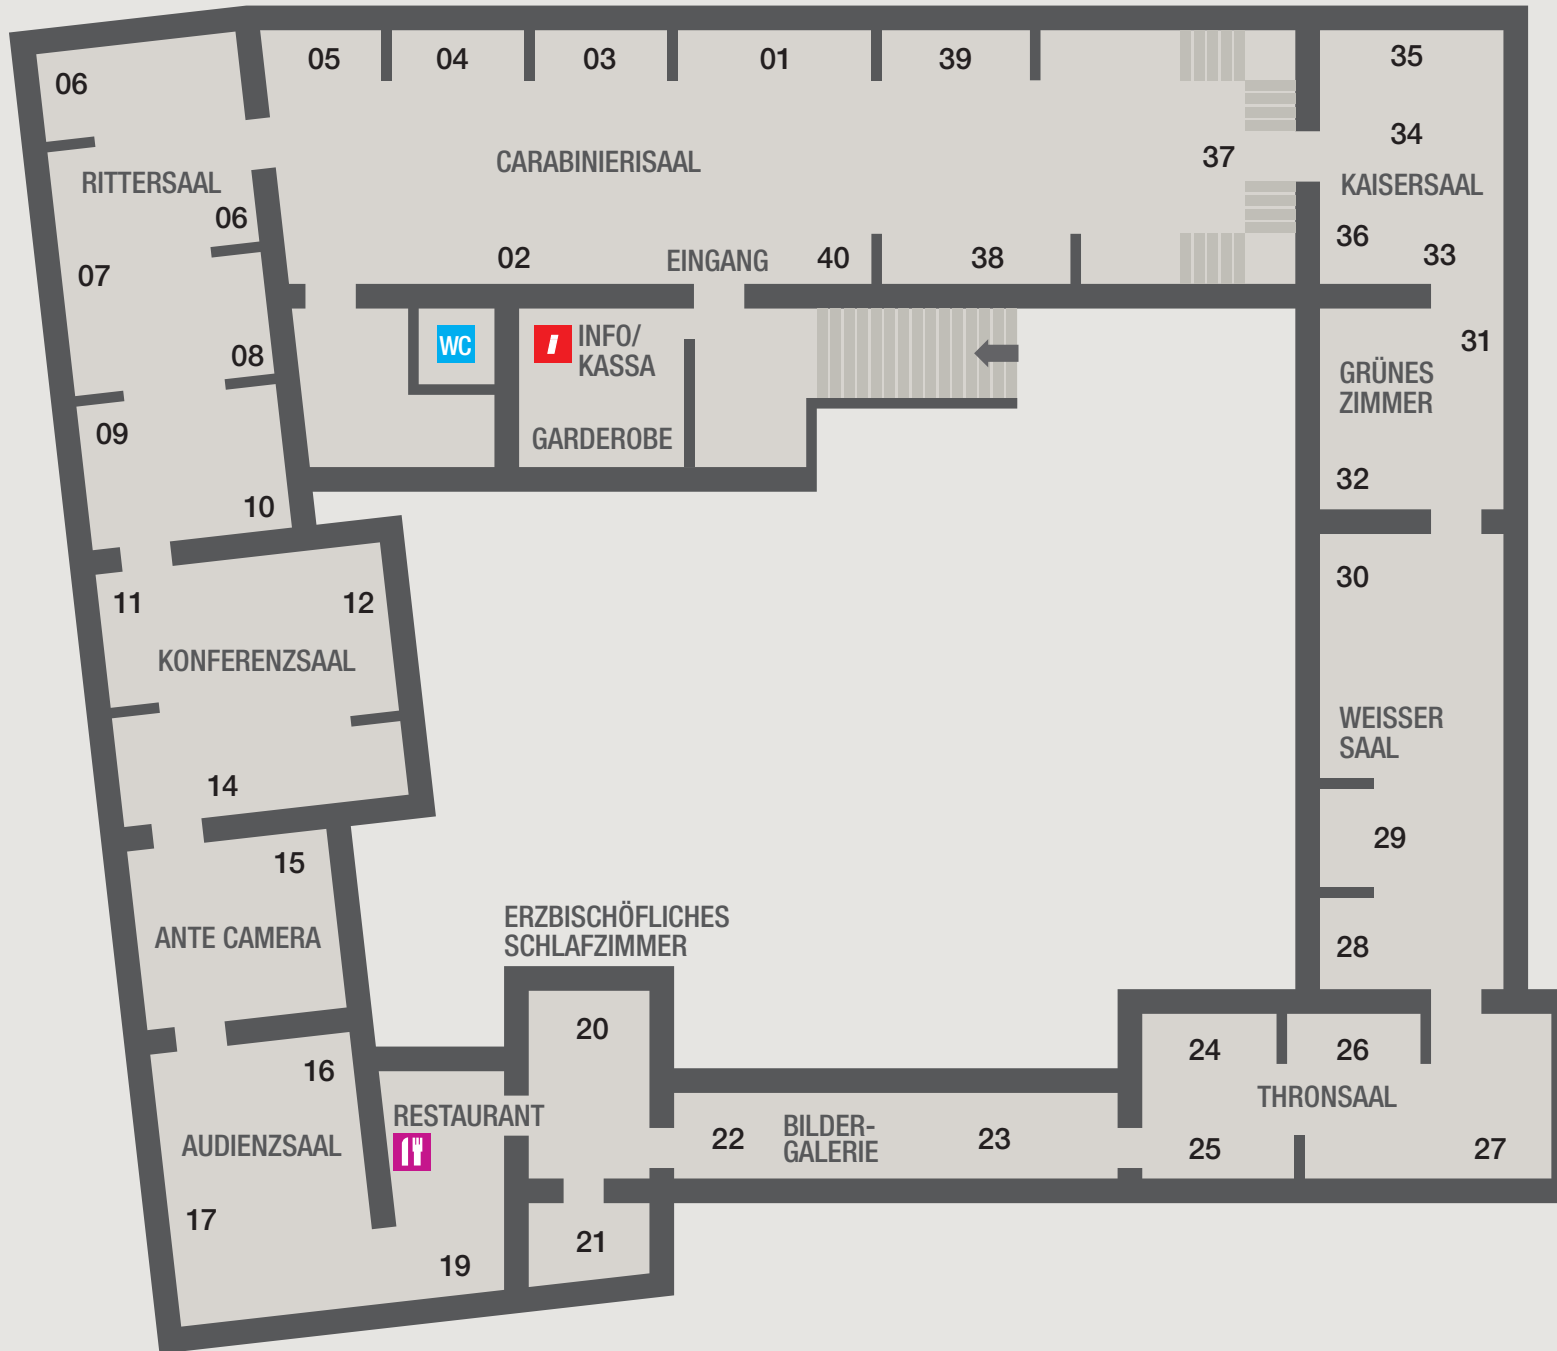 05
04
03
01
39
35
06
34
37
CARABINIERISAAL
RITTERSAAL
KAISERSAAL
06
36
33
02
EINGANG
40
38
07
WC
INFO/
KASSA
31
08
GRÜNES
ZIMMER
09
GARDEROBE
32
10
30
11
12
KONFERENZSAAL
WEISSER
SAAL
14
29
15
ERZBISCHÖFLICHES
SCHLAFZIMMER
ANTE CAMERA
28
20
24
26
16
THRONSAAL
RESTAURANT
BILDER-
GALERIE
22
23
AUDIENZSAAL
25
27
17
21
19